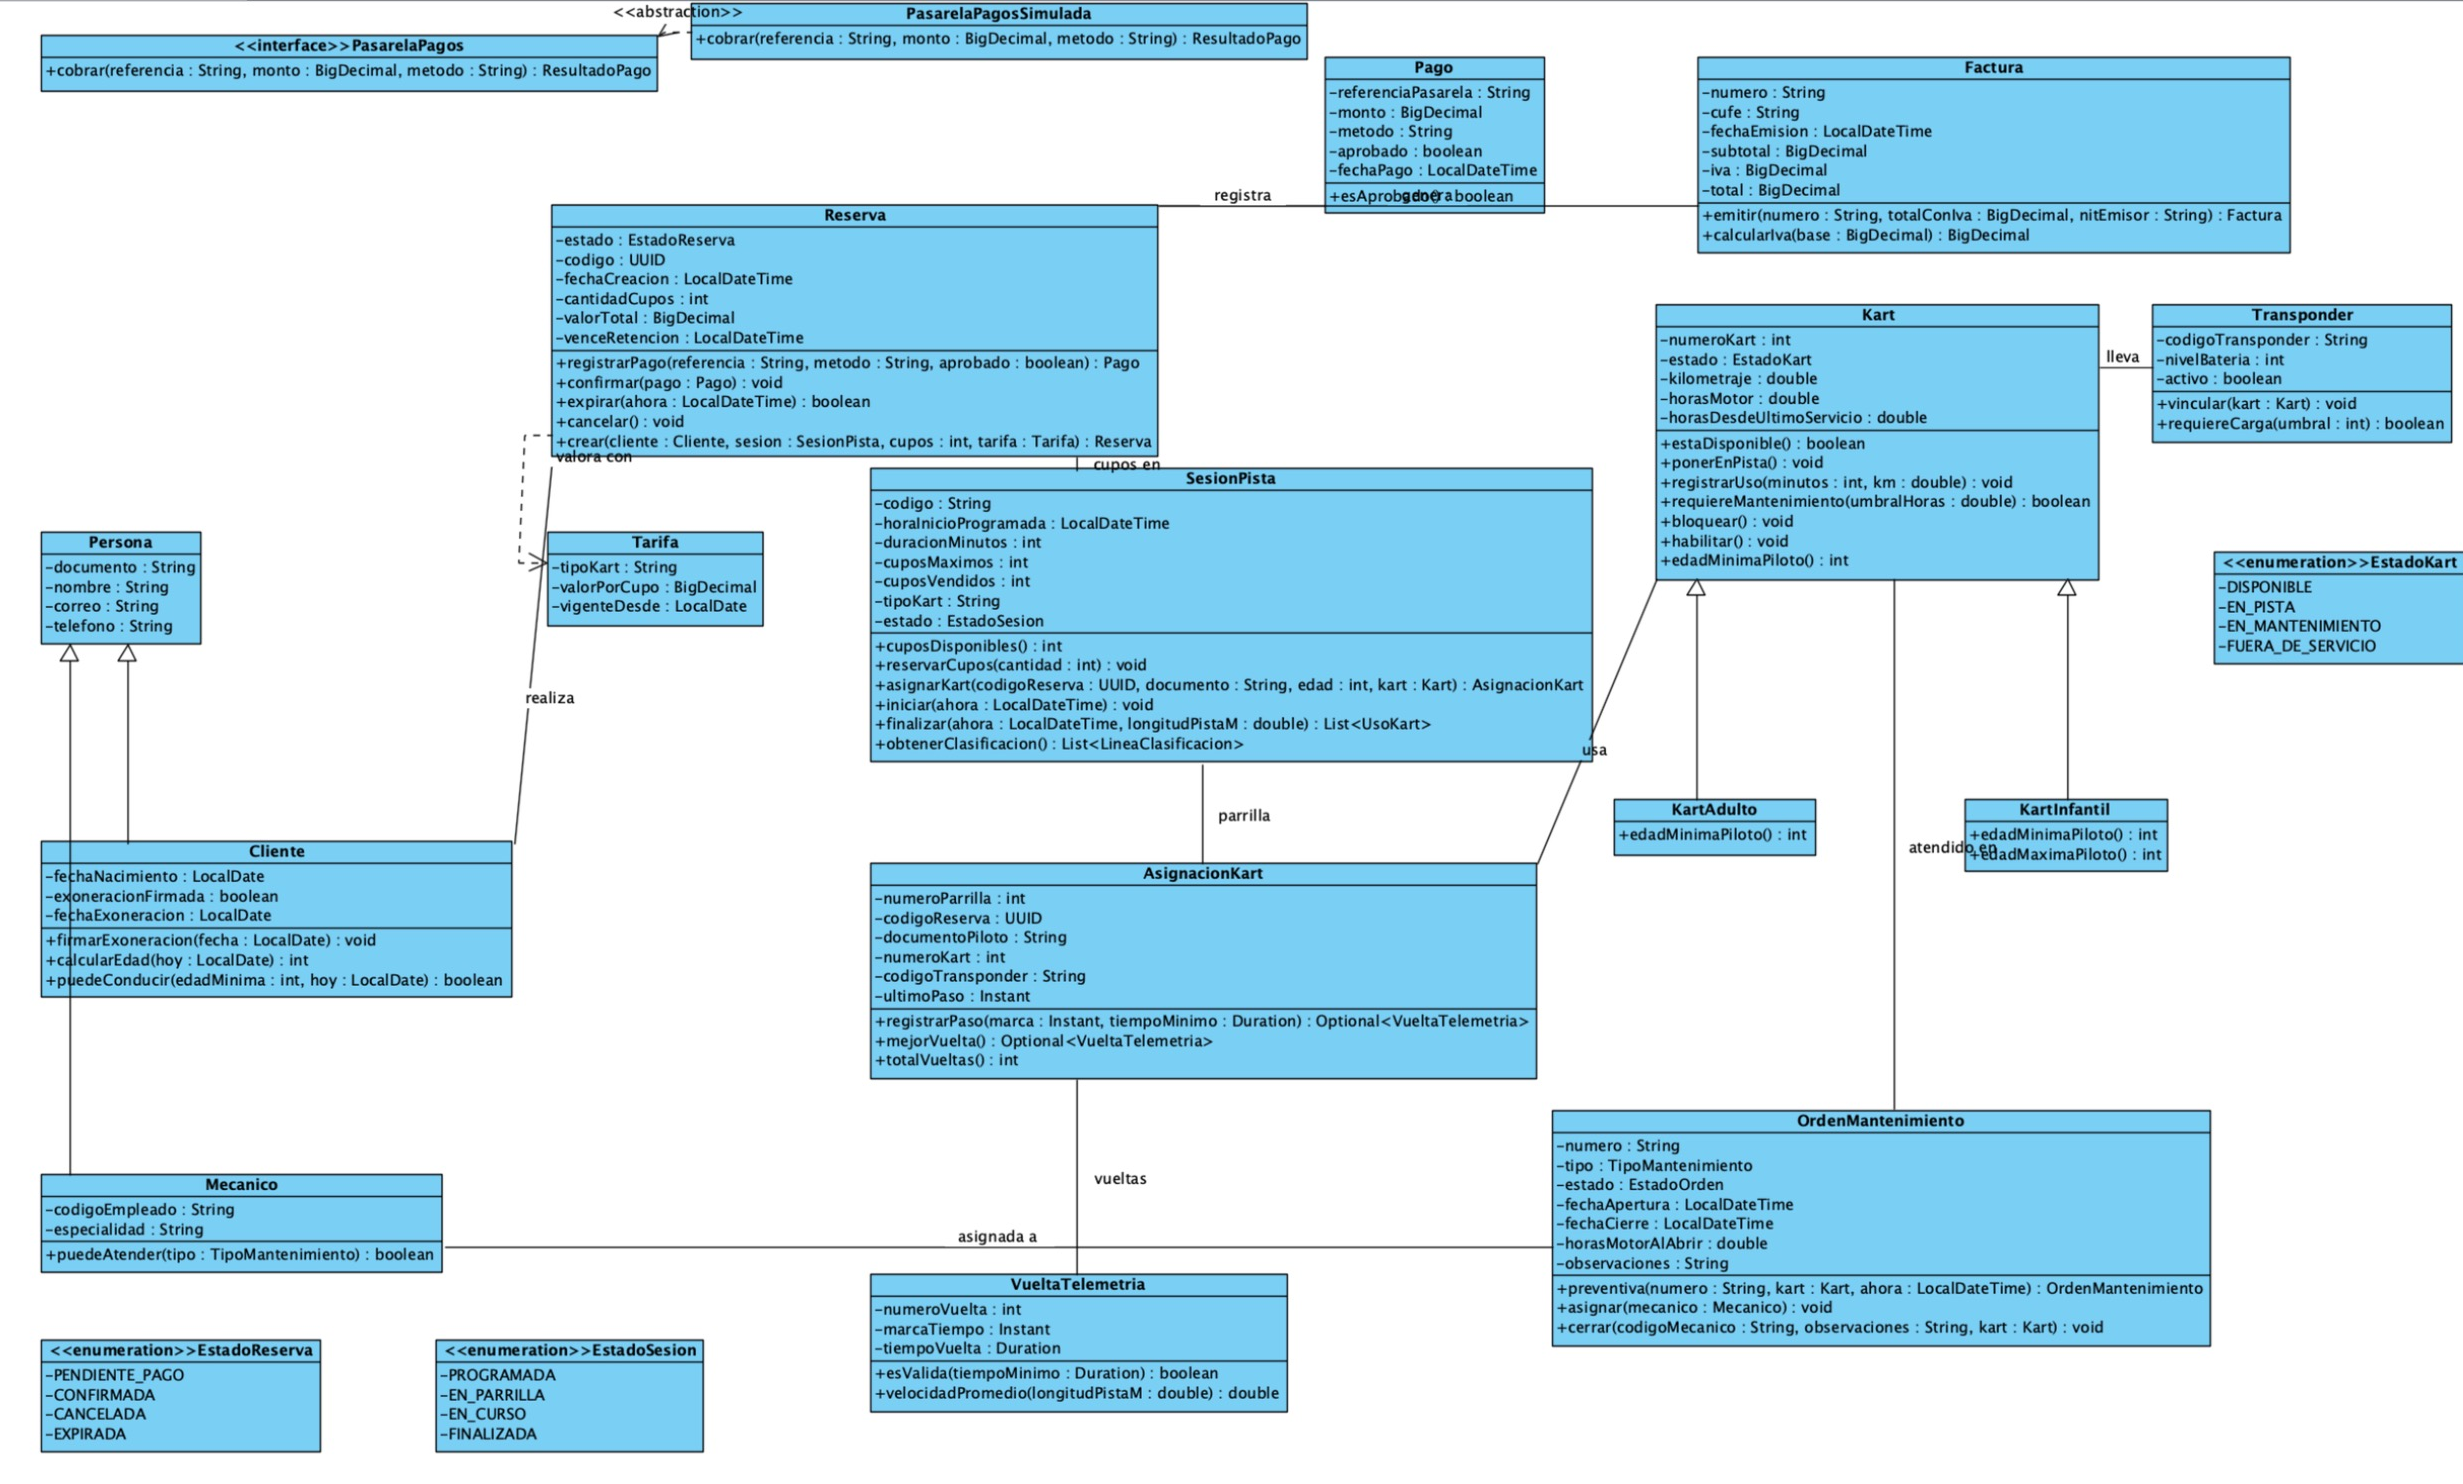 <<abstraction>>
PasarelaPagosSimulada
+cobrar(referencia : String, monto : BigDecimal, metodo : String) : ResultadoPago
<<interface>>PasarelaPagos
+cobrar(referencia : String, monto : BigDecimal, metodo : String) : ResultadoPago
Pago
-referenciaPasarela : String
-monto : BigDecimal
-metodo : String
-aprobado : boolean
-fechaPago : LocalDateTime
+esAprobado() : boolean
genera
Factura
-numero : String
-cufe : String
-fechaEmision : LocalDateTime
-subtotal : BigDecimal
-iva : BigDecimal
-total : BigDecimal
+emitir(numero : String, totalConIva : BigDecimal, nitEmisor : String) : Factura
+calcularIva(base : BigDecimal) : BigDecimal
registra
Reserva
-estado : EstadoReserva
-codigo : UUID
-fechaCreacion : LocalDateTime
-cantidadCupos : int
-valorTotal : BigDecimal
-venceRetencion : LocalDateTime
+registrarPago(referencia : String, metodo : String, aprobado : boolean) : Pago
+confirmar(pago : Pago) : void
+expirar(ahora : LocalDateTime) : boolean
+cancelar() : void
+crear(cliente : Cliente, sesion : SesionPista, cupos : int, tarifa : Tarifa) : Reserva
valora con
cupos en
Kart
-numeroKart : int
-estado : EstadoKart
-kilometraje : double
-horasMotor : double
-horasDesdeUltimoServicio : double
+estaDisponible() : boolean
+ponerEnPista() : void
+registrarUso(minutos : int, km : double) : void
+requiereMantenimiento(umbralHoras : double) : boolean
+bloquear() : void
+habilitar() : void
+edadMinimaPiloto() : int
lleva
Transponder
-codigoTransponder : String
-nivelBateria : int
-activo : boolean
+vincular(kart : Kart) : void
+requiereCarga(umbral : int) : boolean
SesionPista
-codigo : String
-horaInicioProgramada : LocalDateTime
-duracionMinutos : int
-cuposMaximos : int
-cuposVendidos : int
-tipoKart : String
-estado : EstadoSesion
+cuposDisponibles() : int
+reservarCupos(cantidad : int) : void
+asignarKart(codigoReserva : UUID, documento : String, edad : int, kart : Kart) : AsignacionKart
+iniciar(ahora : LocalDateTime) : void
+finalizar(ahora : LocalDateTime, longitudPistaM : double) : List<UsoKart>
+obtenerClasificacion() : List<LineaClasificacion>
Persona
-documento : String
-nombre : String
-correo : String
-telefono : String
Tarifa
-tipoKart : String
-valorPorCupo : BigDecimal
-vigenteDesde : LocalDate
<<enumeration>>EstadoKart
-DISPONIBLE
-EN_PISTA
-EN_MANTENIMIENTO
-FUERA_DE_SERVICIO
realiza
usa
parrilla
KartAdulto
+edadMinimaPiloto() : int
KartInfantil
+edadMinimaPiloto() : int
+edadMaximaPiloto() : int
atendido en
Cliente
-fechaNacimiento : LocalDate
-exoneracionFirmada : boolean
-fechaExoneracion : LocalDate
+firmarExoneracion(fecha : LocalDate) : void
+calcularEdad(hoy : LocalDate) : int
+puedeConducir(edadMinima : int, hoy : LocalDate) : boolean
AsignacionKart
-numeroParrilla : int
-codigoReserva : UUID
-documentoPiloto : String
-numeroKart : int
-codigoTransponder : String
-ultimoPaso : Instant
+registrarPaso(marca : Instant, tiempoMinimo : Duration) : Optional<VueltaTelemetria>
+mejorVuelta() : Optional<VueltaTelemetria>
+totalVueltas() : int
OrdenMantenimiento
-numero : String
-tipo : TipoMantenimiento
-estado : EstadoOrden
-fechaApertura : LocalDateTime
-fechaCierre : LocalDateTime
-horasMotorAlAbrir : double
-observaciones : String
+preventiva(numero : String, kart : Kart, ahora : LocalDateTime) : OrdenMantenimiento
+asignar(mecanico : Mecanico) : void
+cerrar(codigoMecanico : String, observaciones : String, kart : Kart) : void
vueltas
Mecanico
-codigoEmpleado : String
-especialidad : String
+puedeAtender(tipo : TipoMantenimiento) : boolean
asignada a
VueltaTelemetria
-numeroVuelta : int
-marcaTiempo : Instant
-tiempoVuelta : Duration
+esValida(tiempoMinimo : Duration) : boolean
+velocidadPromedio(longitudPistaM : double) : double
<<enumeration>>EstadoReserva
-PENDIENTE_PAGO
-CONFIRMADA
-CANCELADA
-EXPIRADA
<<enumeration>>EstadoSesion
-PROGRAMADA
-EN_PARRILLA
-EN_CURSO
-FINALIZADA